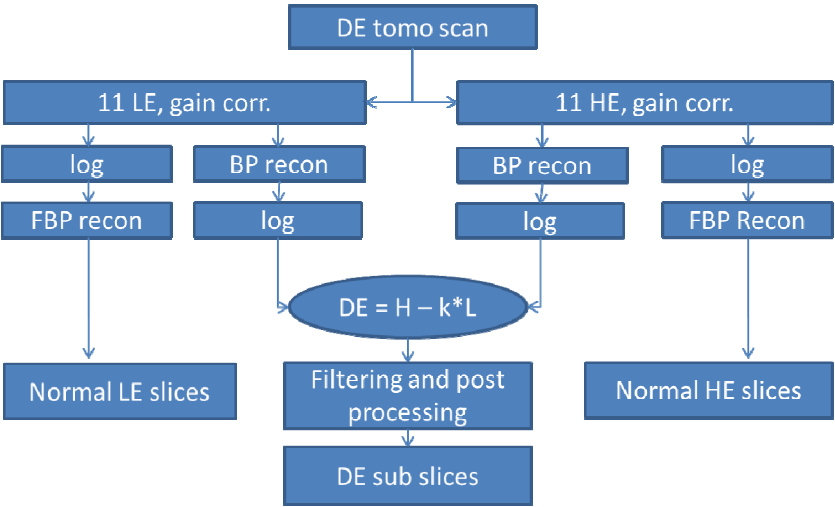 DE tomo scan
11 LE, gain corr.
11 HE, gain corr.
log
BP recon
BP recon
log
FBP recon
log
log
FBP Recon
DE = H – k*L
Normal LE slices
Filtering and post
processing
Normal HE slices
DE sub slices